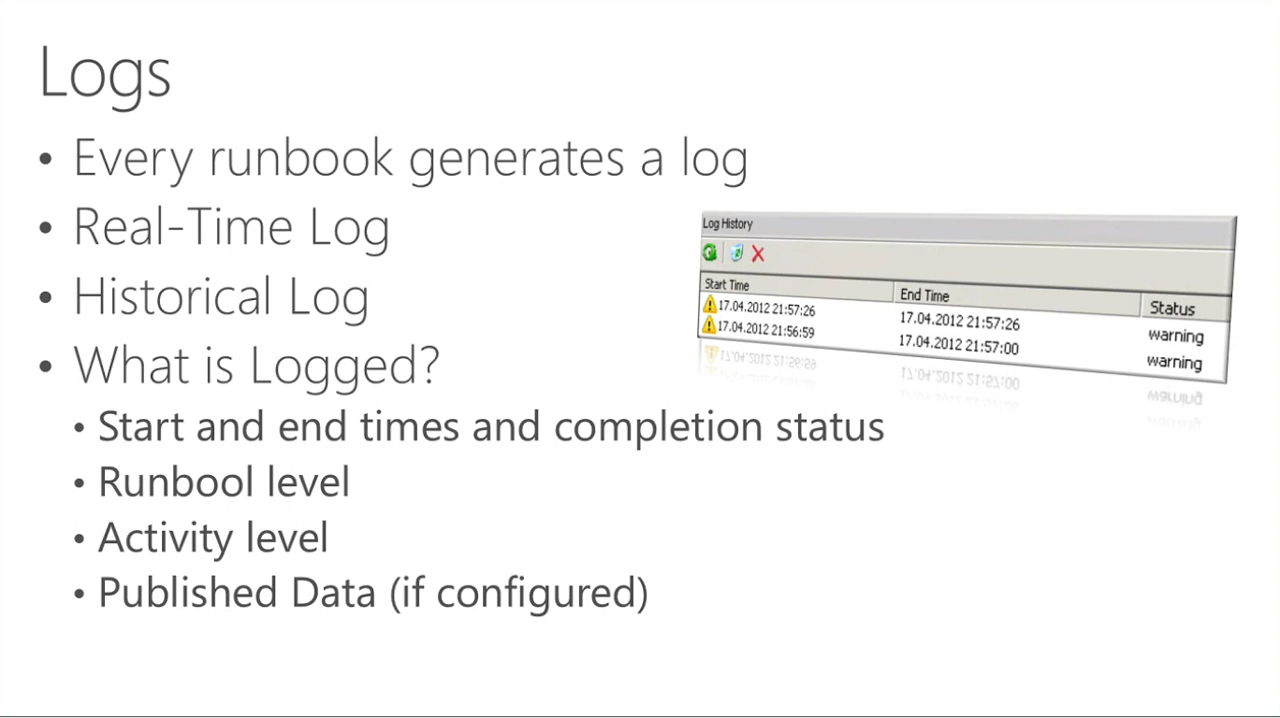 Logs
• Every runbook generates a log
• Real-Time Log
• Historical Log
• What is Logged?
• Start and end times and completion status
• Runbool level
• Activity level
• Published Data (if configured)
Log History
Start Time End Time Status
17.04.2012 21:57:26 17.04.2012 21:57:26 warning
17.04.2012 21:56:59 17.04.2012 21:57:00 warning